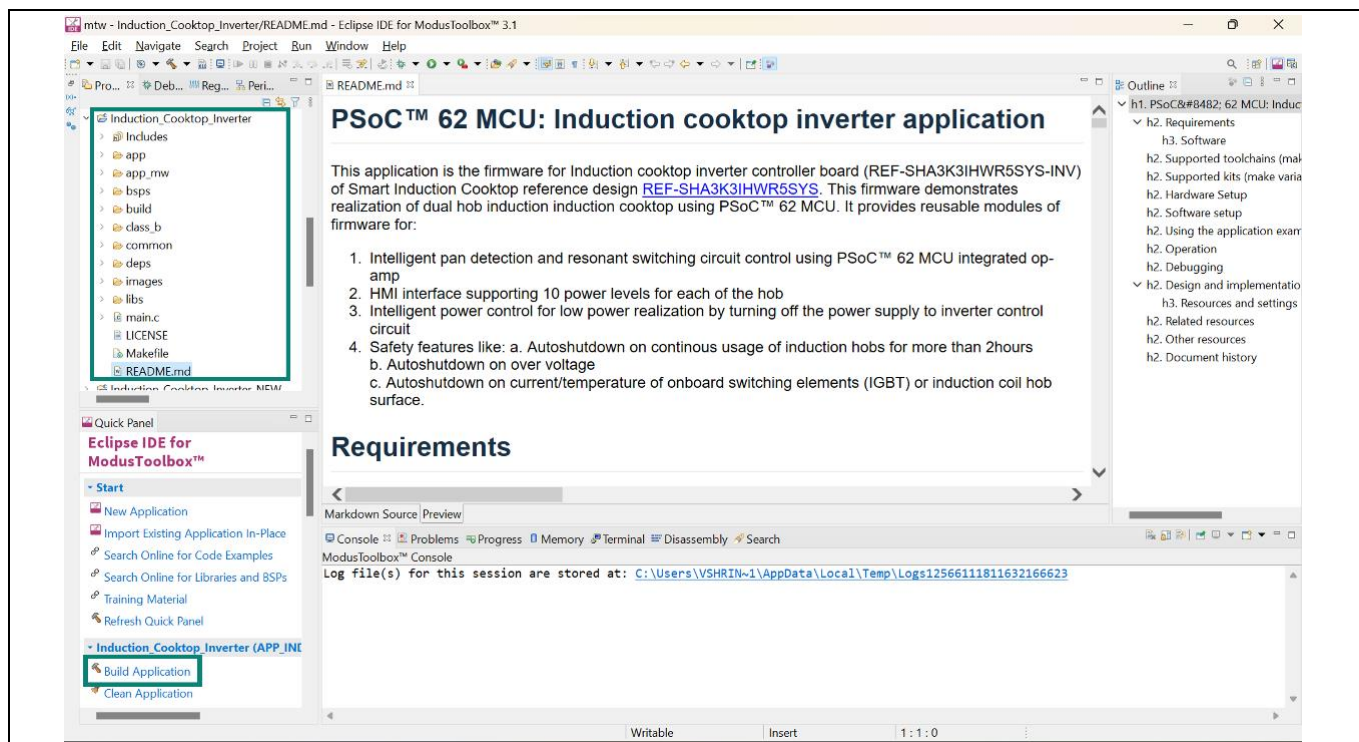 mtw - Induction_Cooktop_Inverter/README.md - Eclipse IDE for ModusToolbox™ 3.1
File Edit Navigate Search Project Run Window Help
Pro... Deb... Reg... Peri...
Induction_Cooktop_Inverter
Includes
app
app_mw
bsps
build
class_b
common
deps
images
libs
main.c
LICENSE
Makefile
README.md
Induction_Cooktop_Inverter_NEW
README.md
PSoC™ 62 MCU: Induction cooktop inverter application
This application is the firmware for Induction cooktop inverter controller board (REF-SHA3K3IHWR5SYS-INV)
of Smart Induction Cooktop reference design REF-SHA3K3IHWR5SYS. This firmware demonstrates
realization of dual hob induction induction cooktop using PSoC™ 62 MCU. It provides reusable modules of
firmware for:
1. Intelligent pan detection and resonant switching circuit control using PSoC™ 62 MCU integrated op-
amp
2. HMI interface supporting 10 power levels for each of the hob
3. Intelligent power control for low power realization by turning off the power supply to inverter control
circuit
4. Safety features like: a. Autoshutdown on continous usage of induction hobs for more than 2hours
b. Autoshutdown on over voltage
c. Autoshutdown on current/temperature of onboard switching elements (IGBT) or induction coil hob
surface.
Requirements
Markdown Source Preview
Outline
h1. PSoC&#8482; 62 MCU: Induc
h2. Requirements
h3. Software
h2. Supported toolchains (mak
h2. Supported kits (make varia
h2. Hardware Setup
h2. Software setup
h2. Using the application exam
h2. Operation
h2. Debugging
h2. Design and implementatio
h3. Resources and settings
h2. Related resources
h2. Other resources
h2. Document history
Quick Panel
Eclipse IDE for
ModusToolbox™
Start
New Application
Import Existing Application In-Place
Search Online for Code Examples
Search Online for Libraries and BSPs
Training Material
Refresh Quick Panel
Induction_Cooktop_Inverter (APP_IND
Build Application
Clean Application
Console Problems Progress Memory Terminal Disassembly Search
ModusToolbox™ Console
Log file(s) for this session are stored at: C:\Users\VSHRIN~1\AppData\Local\Temp\Logs12566111811632166623
Writable Insert 1 : 1 : 0